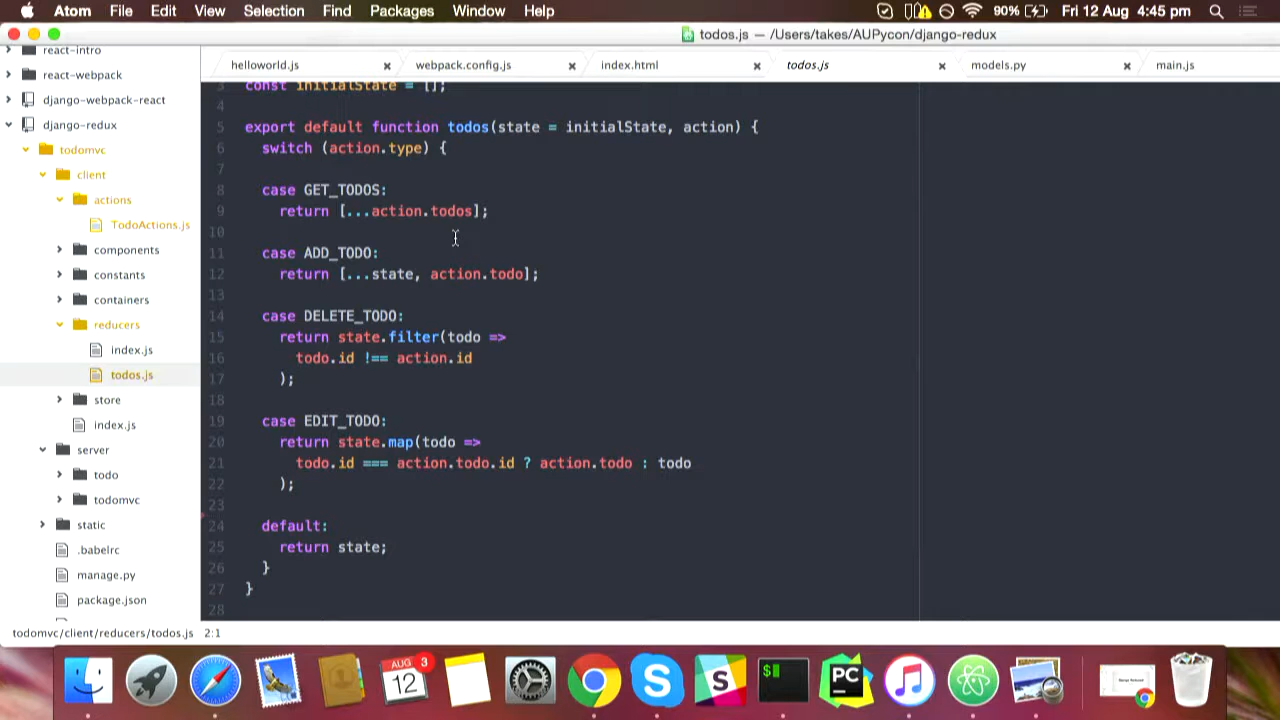 Atom File Edit View Selection Find Packages Window Help 90% Fri 12 Aug 4:45 pm
todos.js — /Users/takes/AUPycon/django-redux
helloworld.js webpack.config.js index.html todos.js models.py main.js
react-intro
react-webpack
django-webpack-react
django-redux
todomvc
client
actions
TodoActions.js
components
constants
containers
reducers
index.js
todos.js
store
index.js
server
todo
todomvc
static
.babelrc
manage.py
package.json
3 const initialState = [];
4
5 export default function todos(state = initialState, action) {
6 switch (action.type) {
7
8 case GET_TODOS:
9 return [...action.todos];
10
11 case ADD_TODO:
12 return [...state, action.todo];
13
14 case DELETE_TODO:
15 return state.filter(todo =>
16 todo.id !== action.id
17 );
18
19 case EDIT_TODO:
20 return state.map(todo =>
21 todo.id === action.todo.id ? action.todo : todo
22 );
23
24 default:
25 return state;
26 }
27 }
28
todomvc/client/reducers/todos.js 2:1
AUG 3
12
S
S
$
PC